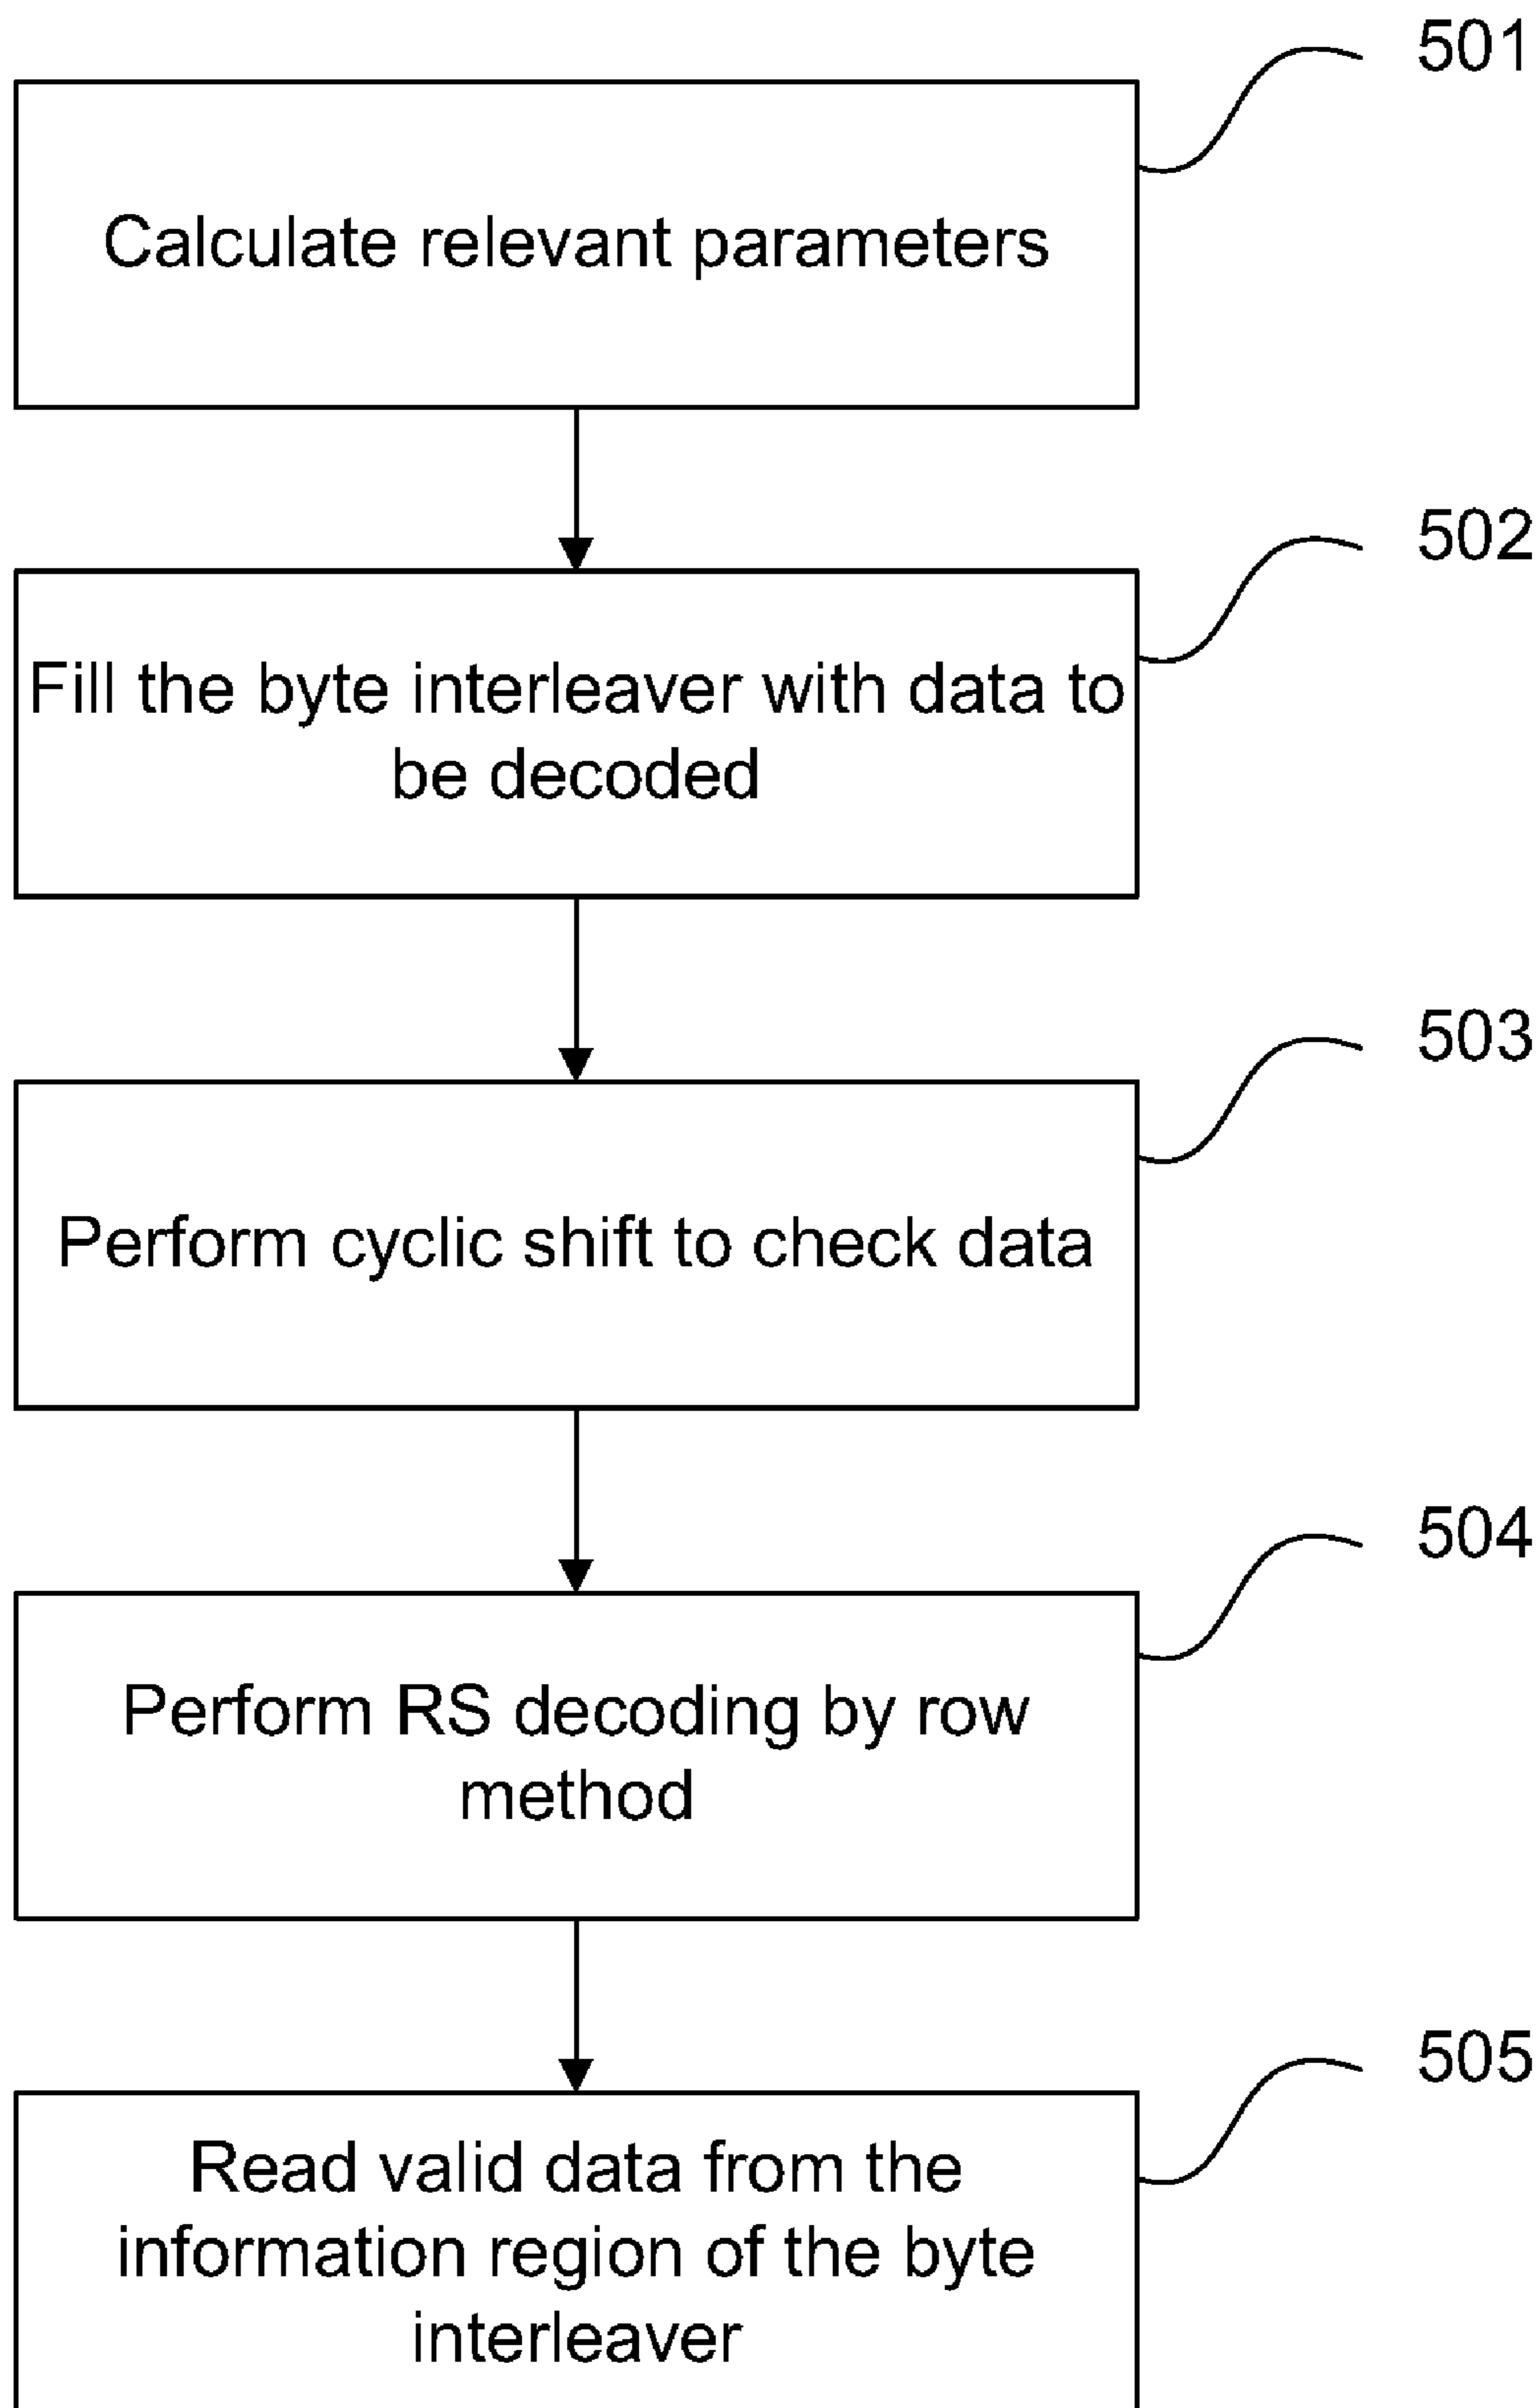 501
Calculate relevant parameters
502
Fill the byte interleaver with data to
be decoded
503
Perform cyclic shift to check data
504
Perform RS decoding by row
method
505
Read valid data from the
information region of the byte
interleaver